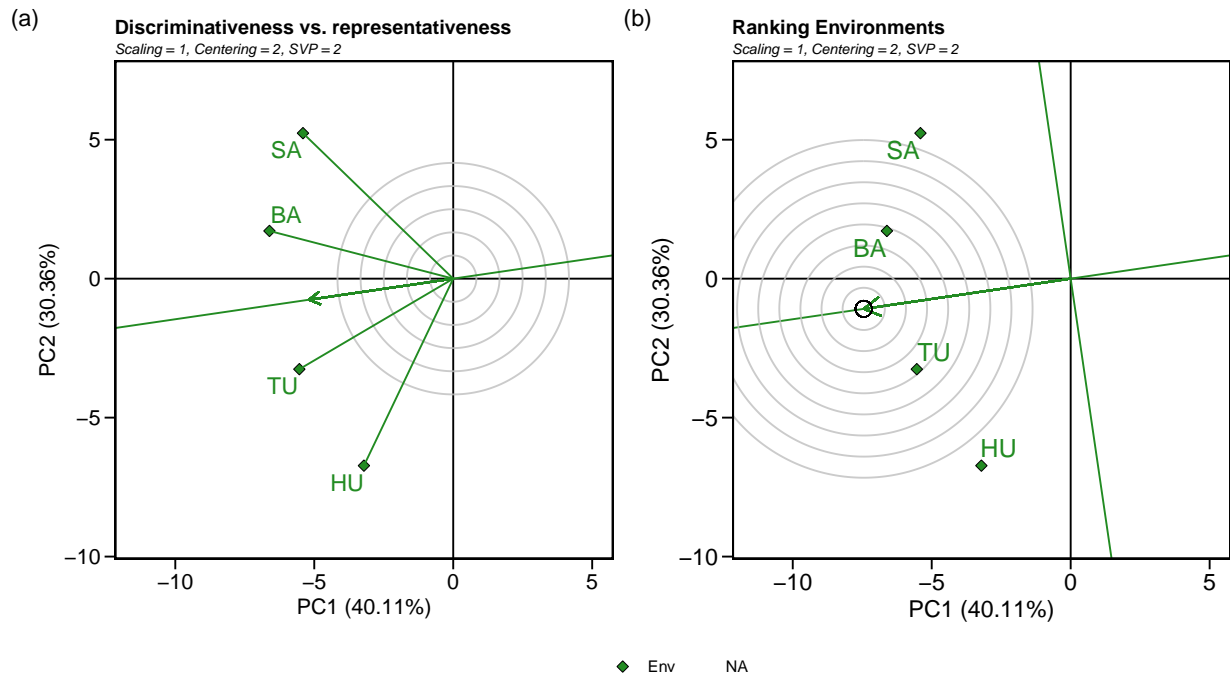 (a)
Discriminativeness vs. representativeness
Scaling = 1, Centering = 2, SVP = 2
SA
BA
TU
HU
5
0
−5
−10
PC2 (30.36%)
−10
−5
0
5
PC1 (40.11%)
(b)
Ranking Environments
Scaling = 1, Centering = 2, SVP = 2
SA
BA
TU
HU
5
0
−5
−10
PC2 (30.36%)
−10
−5
0
5
PC1 (40.11%)
Env NA